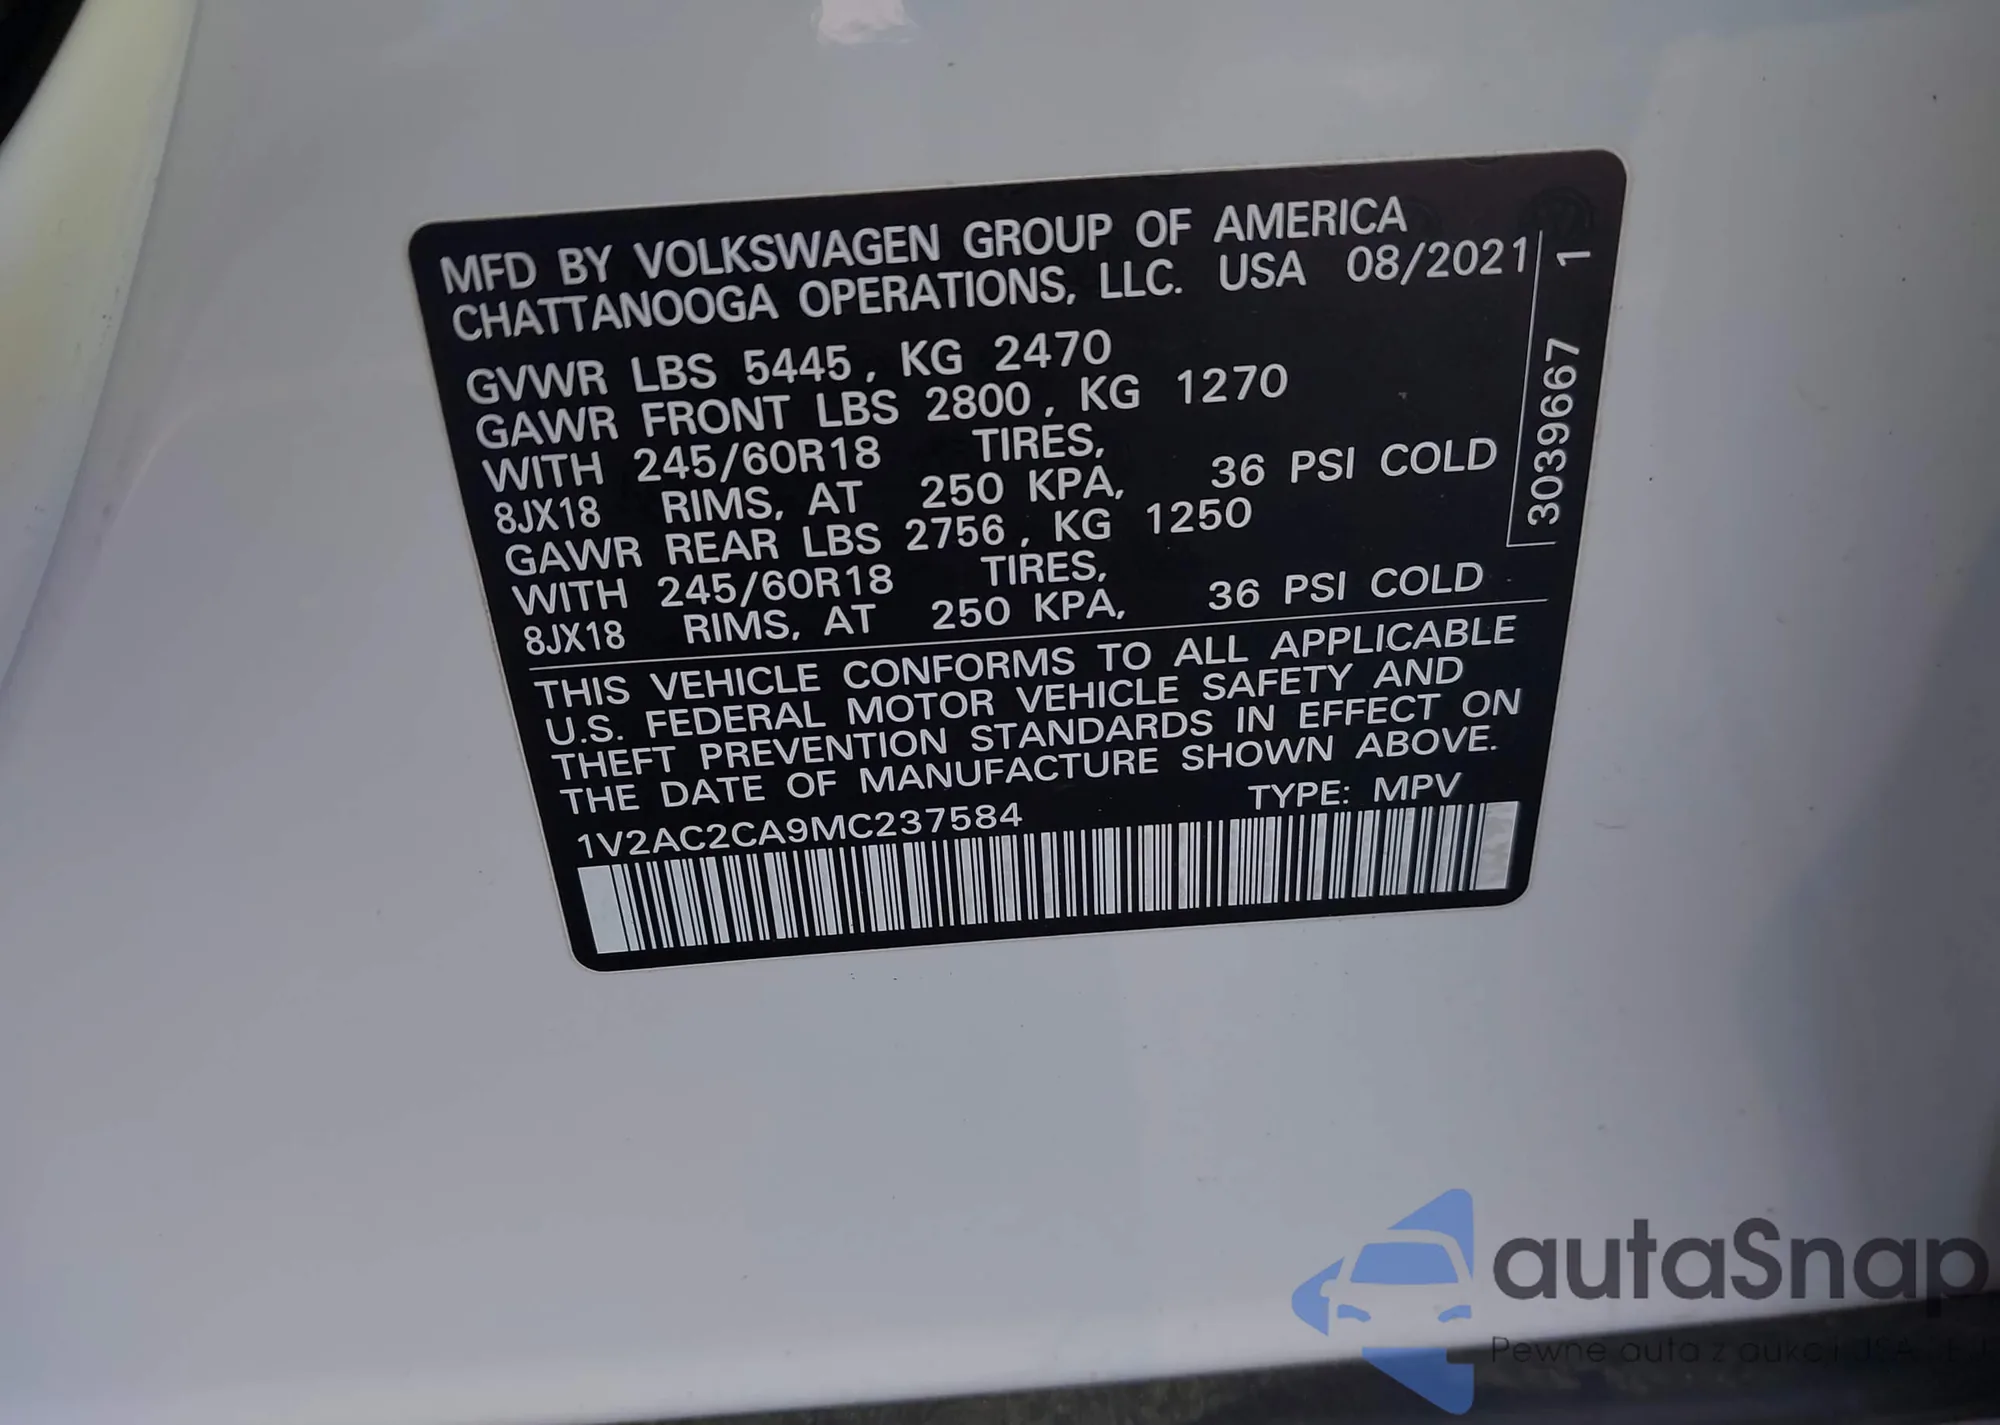 MFD BY VOLKSWAGEN GROUP OF AMERICA
CHATTANOOGA OPERATIONS, LLC. USA 08/2021
GVWR LBS 5445, KG 2470
GAWR FRONT LBS 2800, KG 1270
WITH 245/60R18 TIRES,
8JX18 RIMS, AT 250 KPA, 36 PSI COLD
GAWR REAR LBS 2756, KG 1250
WITH 245/60R18 TIRES,
8JX18 RIMS, AT 250 KPA, 36 PSI COLD
THIS VEHICLE CONFORMS TO ALL APPLICABLE
U.S. FEDERAL MOTOR VEHICLE SAFETY AND
THEFT PREVENTION STANDARDS IN EFFECT ON
THE DATE OF MANUFACTURE SHOWN ABOVE.
1V2AC2CA9MC237584 TYPE: MPV
3039667 1
autaSnap
Pewne auta z aukcji